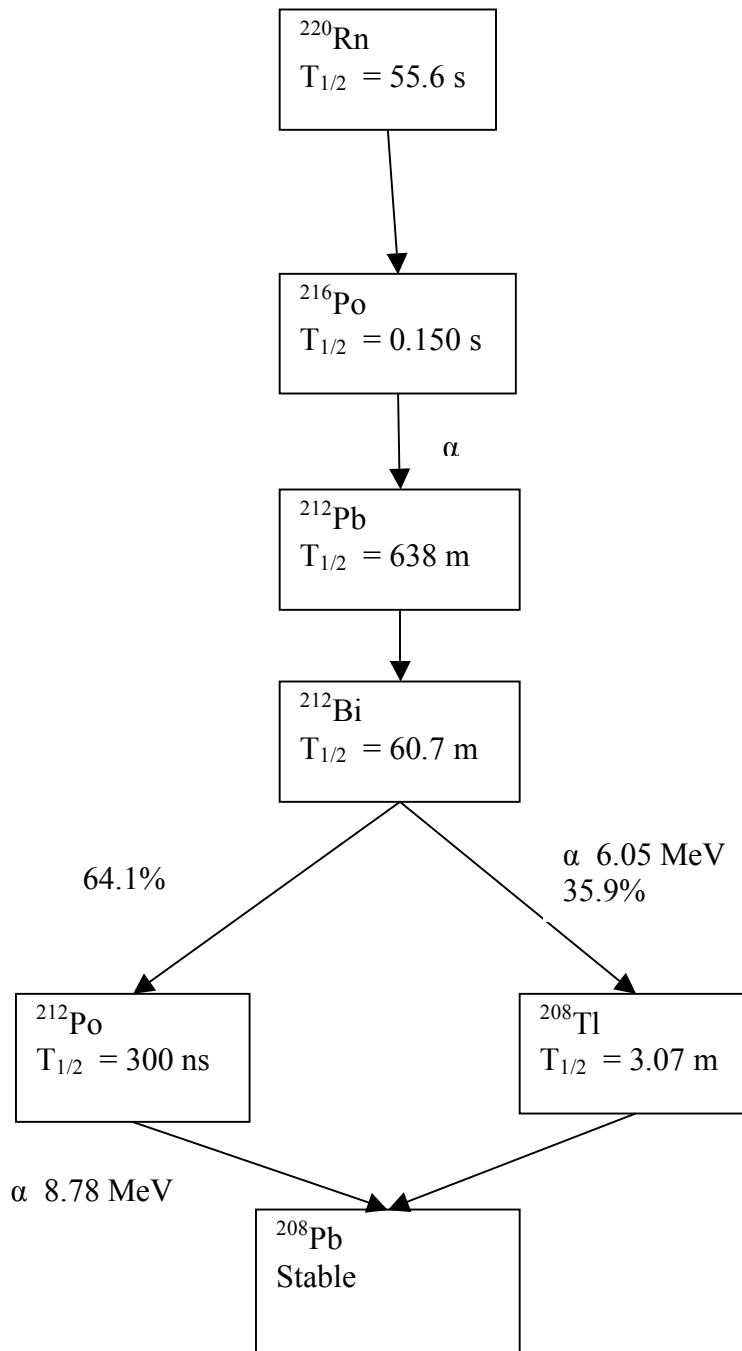 ²²⁰Rn
T₁/₂ = 55.6 s
²¹⁶Po
T₁/₂ = 0.150 s
α
²¹²Pb
T₁/₂ = 638 m
²¹²Bi
T₁/₂ = 60.7 m
64.1%
α 6.05 MeV
35.9%
²¹²Po
T₁/₂ = 300 ns
²⁰⁸Tl
T₁/₂ = 3.07 m
α 8.78 MeV
²⁰⁸Pb
Stable